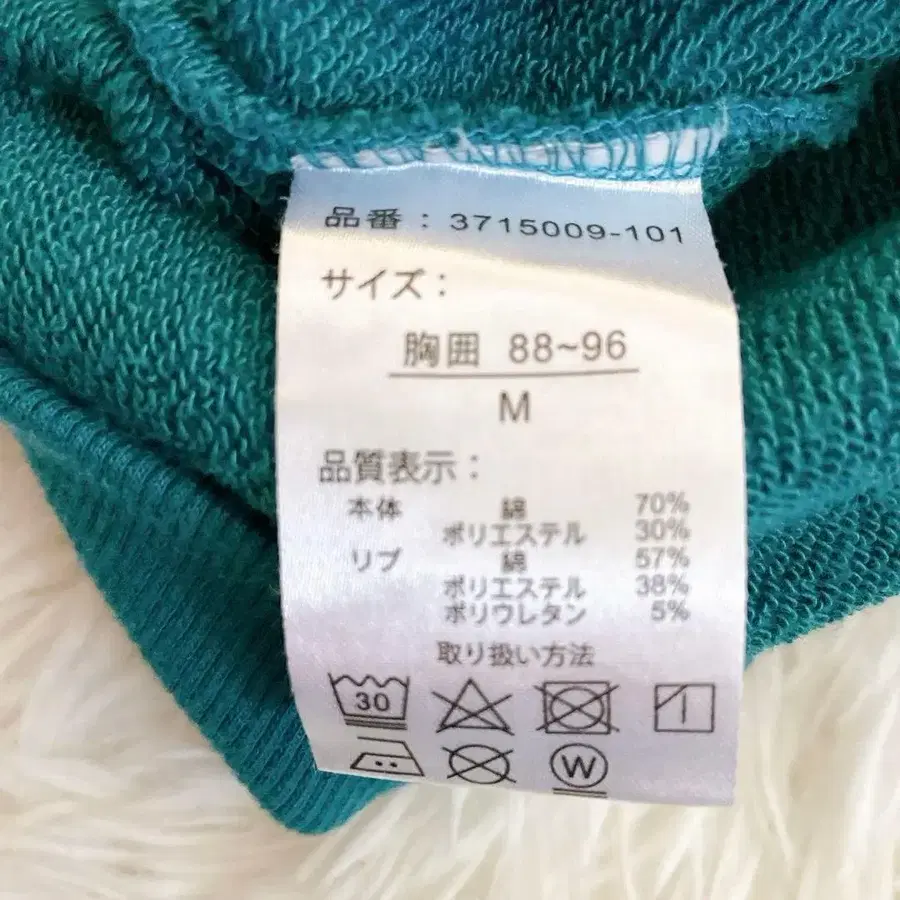 品番：3715009-101
サイズ：
胸囲 88~96
M
品質表示：
本体 綿 70%
ポリエステル 30%
リブ 綿 57%
ポリエステル 38%
ポリウレタン 5%
取り扱い方法
30
W